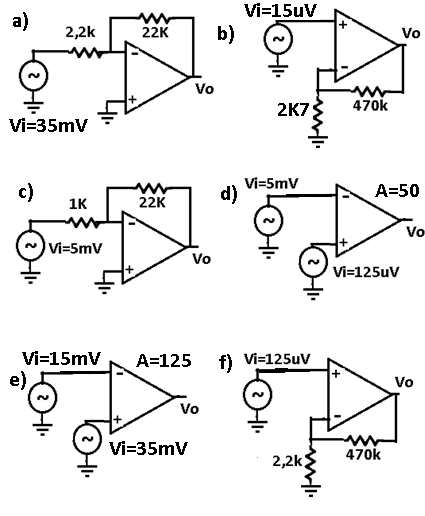 a)
2,2k
22K
-
+
Vo
Vi=35mV
b)
Vi=15uV
+
-
Vo
2K7
470k
c)
1K
22K
Vi=5mV
-
+
Vo
d)
Vi=5mV
A=50
-
+
Vo
Vi=125uV
e)
Vi=15mV
A=125
-
+
Vo
Vi=35mV
f)
Vi=125uV
+
-
Vo
2,2k
470k